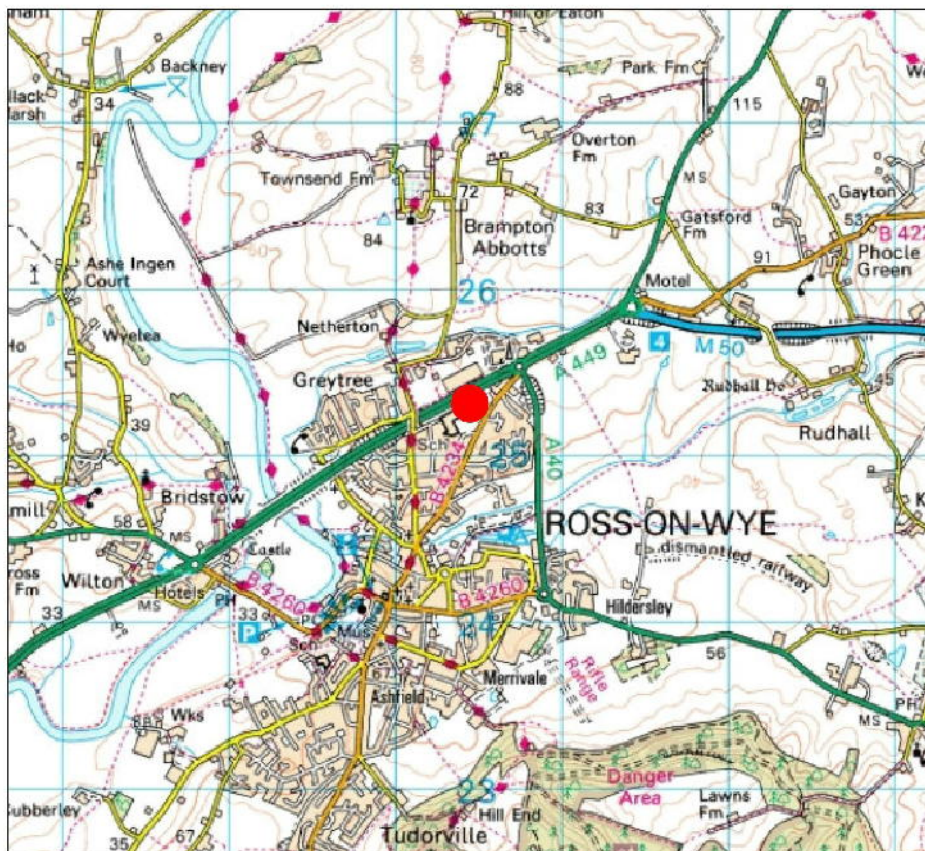 Hill of Eaton
Backney
34
88
Park Fm
115
27
Overton
Fm
Townsend Fm
MS
72
Gayton
83
Gatsford
Fm
53
84
Brampton
Abbotts
B 422
91
Phocle
Green
Ashe Ingen
Court
Motel
26
Netherton
4
M 50
Wyelea
A 449
Greytree
Rudhall Ho
45
39
Rudhall
Sch
25
B 4234
A 40
Bridstow
58
ROSS-ON-WYE
MS
Castle
dismantled railway
Wilton
Hotels
B 4260
B 4260
Fm
MS
PH
33
Hildersley
33
P
24
Mus
Sch
56
Rifle
Range
Merrivale
67
Ashfield
PH
Wks
MS
Danger
Area
23
Lawns
Fm
Hill End
35
67
Tudorville